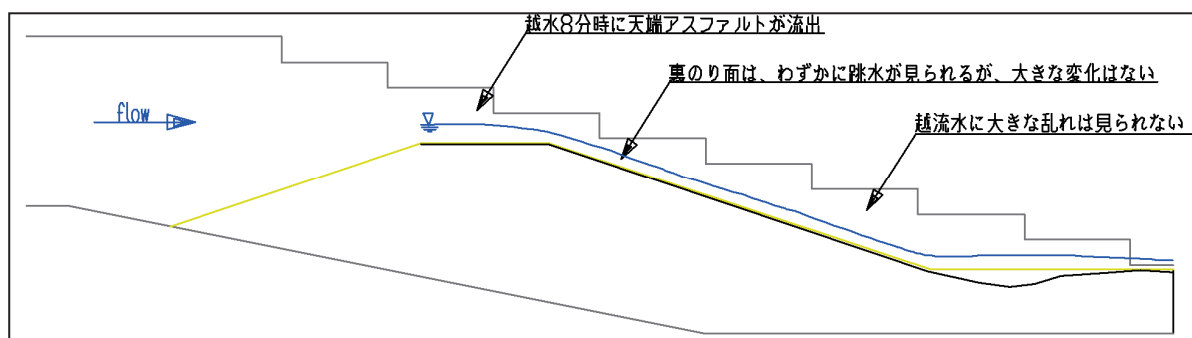 越水8分時に天端アスファルトが流出
裏のり面は、わずかに跳水が見られるが、大きな変化はない
flow
越流水に大きな乱れは見られない